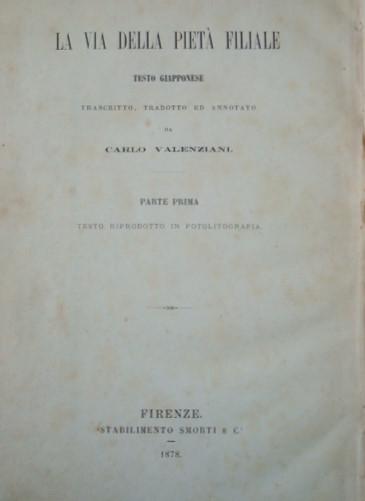 LA VIA DELLA PIETÀ FILIALE
TESTO GIAPPONESE
TRASCRITTO, TRADOTTO ED ANNOTATO
DA
CARLO VALENZIANI.
PARTE PRIMA
TESTO RIPRODOTTO IN FOTOLITOGRAFIA.
FIRENZE.
STABILIMENTO SMORTI & C.
1878.